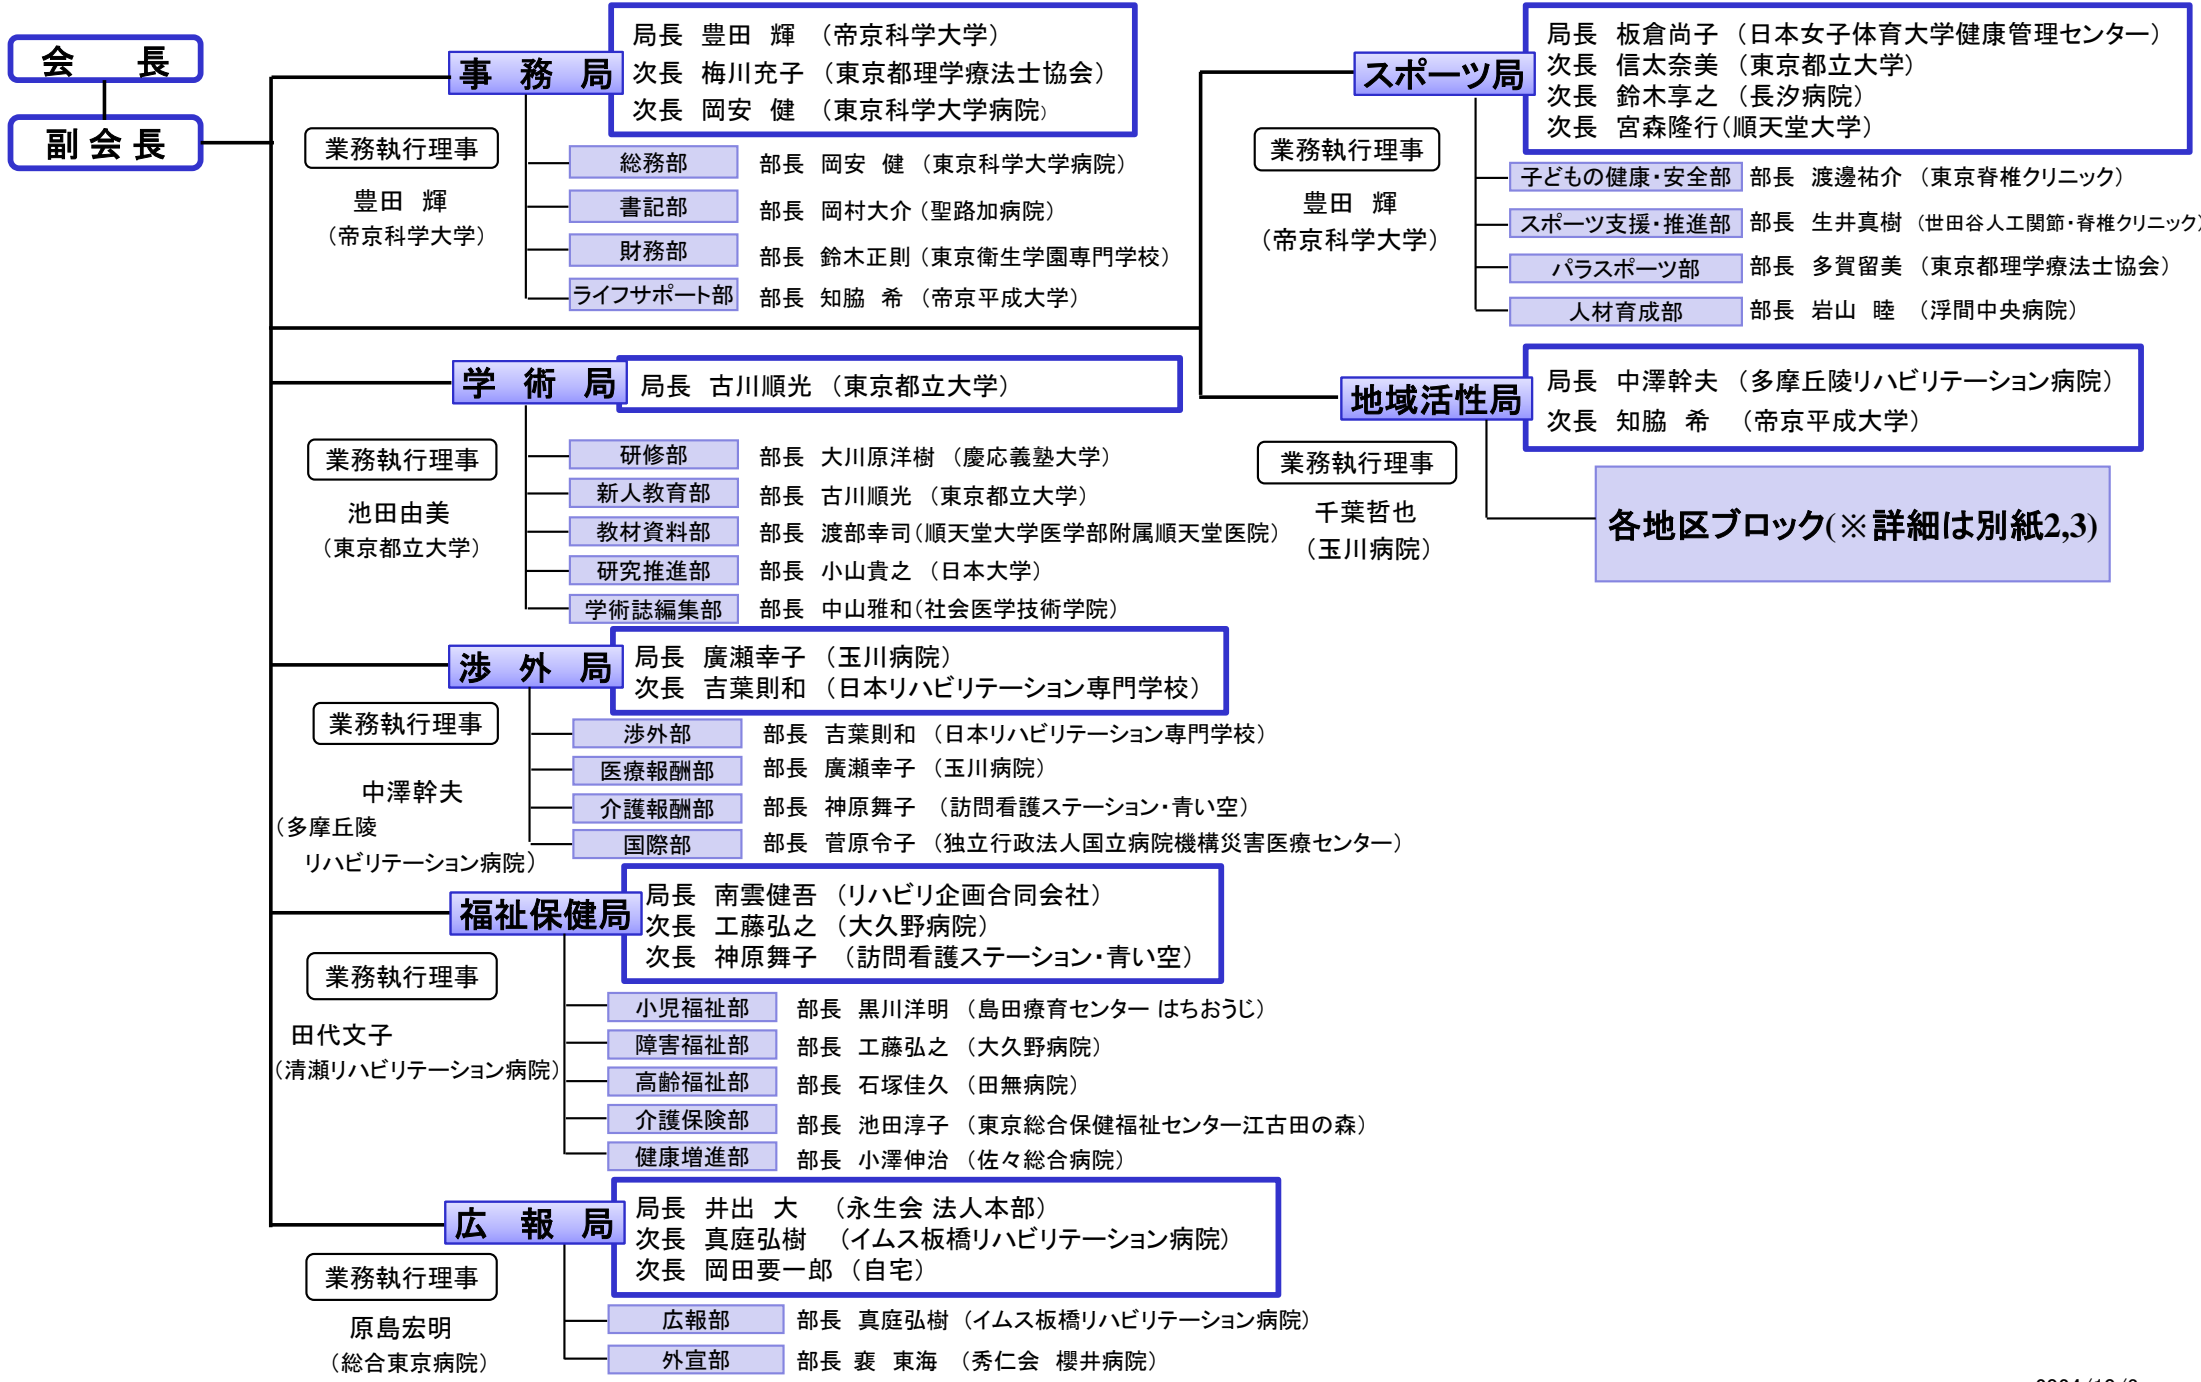 会　長
副会長
事　務　局
局長　豊田　輝　（帝京科学大学）
次長　梅川充子　（東京都理学療法士協会）
次長　岡安　健　（東京科学大学病院）
業務執行理事
豊田　輝
（帝京科学大学）
総務部　部長　岡安　健　（東京科学大学病院）
書記部　部長　岡村大介（聖路加病院）
財務部　部長　鈴木正則（東京衛生学園専門学校）
ライフサポート部　部長　知脇　希　（帝京平成大学）
学　術　局
局長　古川順光　（東京都立大学）
業務執行理事
池田由美
（東京都立大学）
研修部　部長　大川原洋樹　（慶応義塾大学）
新人教育部　部長　古川順光　（東京都立大学）
教材資料部　部長　渡部幸司（順天堂大学医学部附属順天堂医院）
研究推進部　部長　小山貴之　（日本大学）
学術誌編集部　部長　中山雅和（社会医学技術学院）
渉　外　局
局長　廣瀬幸子　（玉川病院）
次長　吉葉則和　（日本リハビリテーション専門学校）
業務執行理事
中澤幹夫
（多摩丘陵
リハビリテーション病院）
渉外部　部長　吉葉則和　（日本リハビリテーション専門学校）
医療報酬部　部長　廣瀬幸子　（玉川病院）
介護報酬部　部長　神原舞子　（訪問看護ステーション・青い空）
国際部　部長　菅原令子　（独立行政法人国立病院機構災害医療センター）
福祉保健局
局長　南雲健吾　（リハビリ企画合同会社）
次長　工藤弘之　（大久野病院）
次長　神原舞子　（訪問看護ステーション・青い空）
業務執行理事
田代文子
（清瀬リハビリテーション病院）
小児福祉部　部長　黒川洋明　（島田療育センター はちおうじ）
障害福祉部　部長　工藤弘之　（大久野病院）
高齢福祉部　部長　石塚佳久　（田無病院）
介護保険部　部長　池田淳子　（東京総合保健福祉センター江古田の森）
健康増進部　部長　小澤伸治　（佐々総合病院）
広　報　局
局長　井出　大　（永生会 法人本部）
次長　真庭弘樹　（イムス板橋リハビリテーション病院）
次長　岡田要一郎　（自宅）
業務執行理事
原島宏明
（総合東京病院）
広報部　部長　真庭弘樹　（イムス板橋リハビリテーション病院）
外宣部　部長　裵　東海　（秀仁会　櫻井病院）
スポーツ局
局長　板倉尚子　（日本女子体育大学健康管理センター）
次長　信太奈美　（東京都立大学）
次長　鈴木享之　（長汐病院）
次長　宮森隆行（順天堂大学）
業務執行理事
豊田　輝
（帝京科学大学）
子どもの健康・安全部　部長　渡邊祐介　（東京脊椎クリニック）
スポーツ支援・推進部　部長　生井真樹　（世田谷人工関節・脊椎クリニック）
パラスポーツ部　部長　多賀留美　（東京都理学療法士協会）
人材育成部　部長　岩山　睦　（浮間中央病院）
地域活性局
局長　中澤幹夫　（多摩丘陵リハビリテーション病院）
次長　知脇　希　（帝京平成大学）
業務執行理事
千葉哲也
（玉川病院）
各地区ブロック(※詳細は別紙2,3)